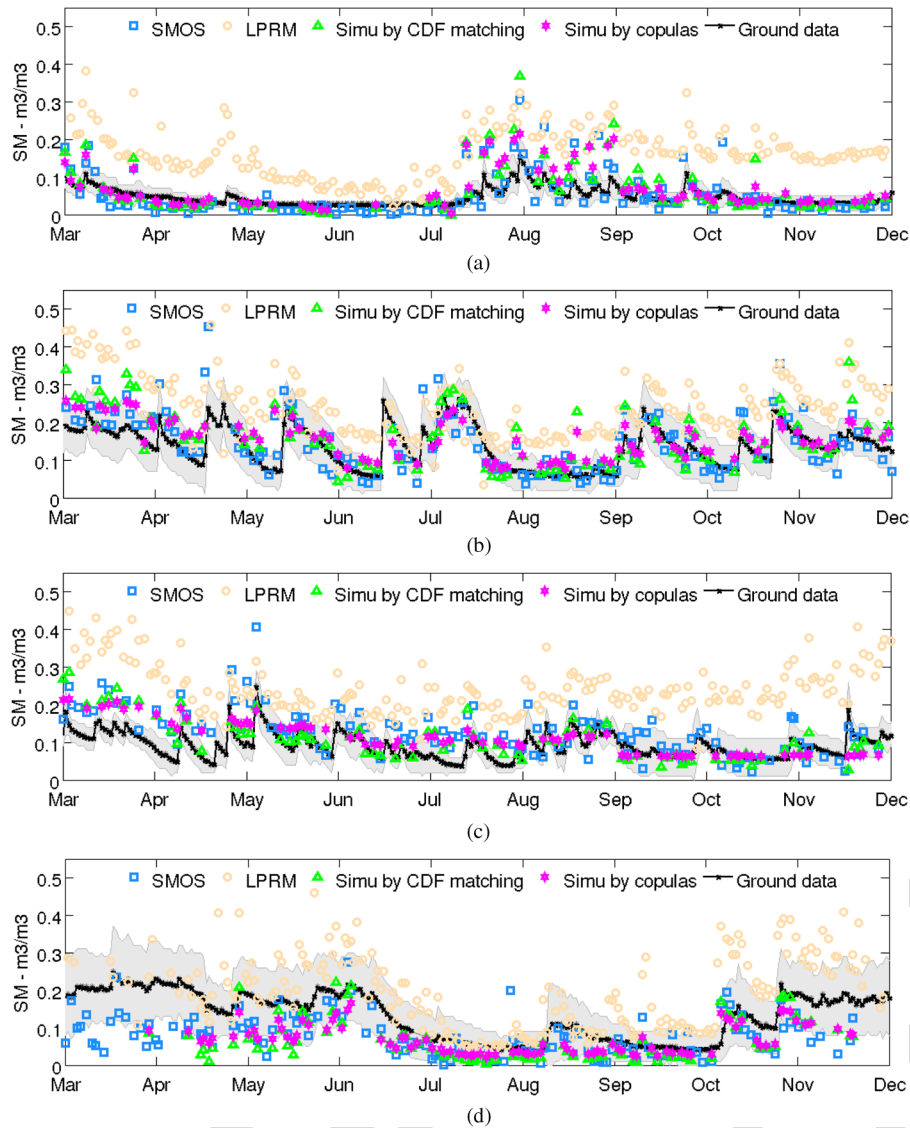 0.5
SMOS LPRM Simu by CDF matching Simu by copulas Ground data
0.4
0.3
0.2
0.1
0
SM - m3/m3
Mar Apr May Jun Jul Aug Sep Oct Nov Dec
(a)
0.5
SMOS LPRM Simu by CDF matching Simu by copulas Ground data
0.4
0.3
0.2
0.1
0
SM - m3/m3
Mar Apr May Jun Jul Aug Sep Oct Nov Dec
(b)
0.5
SMOS LPRM Simu by CDF matching Simu by copulas Ground data
0.4
0.3
0.2
0.1
0
SM - m3/m3
Mar Apr May Jun Jul Aug Sep Oct Nov Dec
(c)
0.5
SMOS LPRM Simu by CDF matching Simu by copulas Ground data
0.4
0.3
0.2
0.1
0
SM - m3/m3
Mar Apr May Jun Jul Aug Sep Oct Nov Dec
(d)